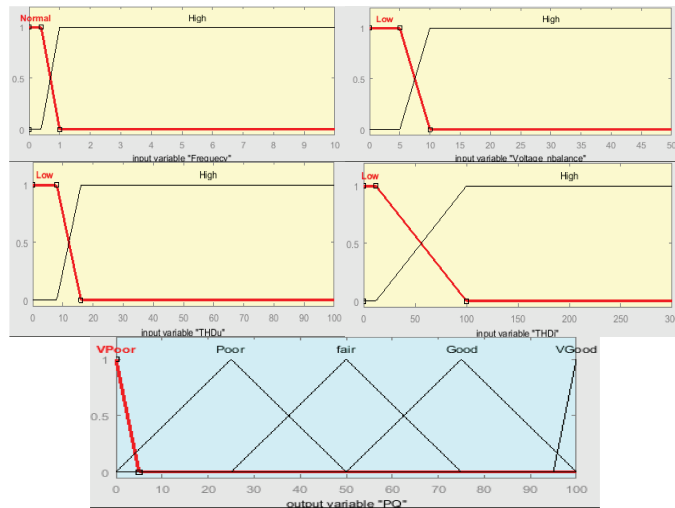 Normal High
1
0.5
0
0 1 2 3 4 5 6 7 8 9 10
input variable "Frequecy"
Low High
1
0.5
0
0 5 10 15 20 25 30 35 40 45 50
input variable "Voltage_nbalance"
Low High
1
0.5
0
0 10 20 30 40 50 60 70 80 90 100
input variable "THDu"
Low High
1
0.5
0
0 50 100 150 200 250 300
input variable "THDi"
VPoor Poor fair Good VGood
1
0.5
0
0 10 20 30 40 50 60 70 80 90 100
output variable "PQ"